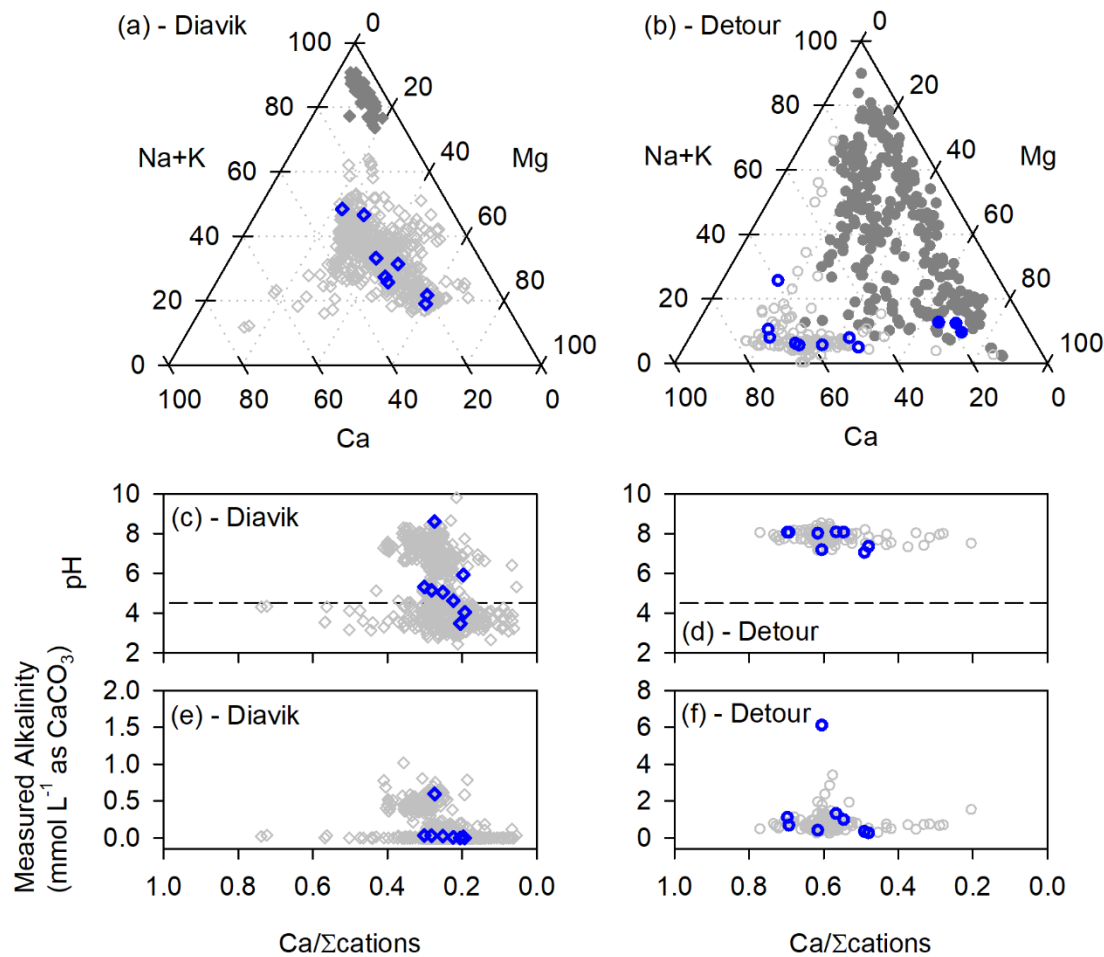 (a) - Diavik
0
100
20
80
Na+K
40
Mg
60
60
40
80
20
100
0
100
80
60
40
20
0
Ca
(b) - Detour
0
100
20
80
Na+K
40
Mg
60
60
40
80
20
100
0
100
80
60
40
20
0
Ca
10
8
6
4
2
pH
(c) - Diavik
10
8
6
4
2
(d) - Detour
Measured Alkalinity
(mmol L⁻¹ as CaCO₃)
2.0
1.5
1.0
0.5
0.0
(e) - Diavik
1.0 0.8 0.6 0.4 0.2 0.0
Ca/Σcations
8
6
4
2
0
(f) - Detour
1.0 0.8 0.6 0.4 0.2 0.0
Ca/Σcations